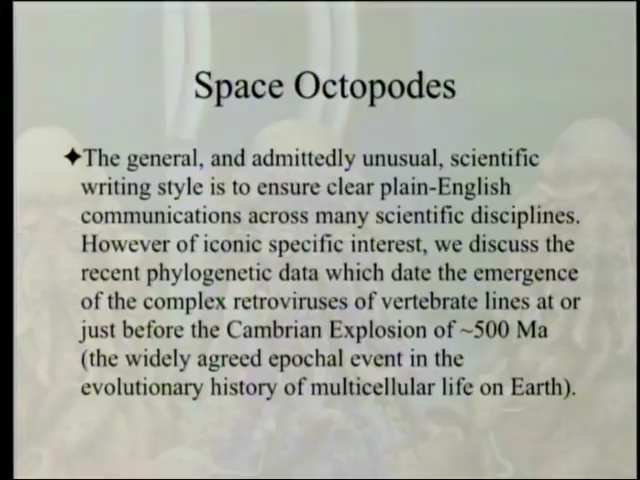 Space Octopodes
✦The general, and admittedly unusual, scientific
writing style is to ensure clear plain-English
communications across many scientific disciplines.
However of iconic specific interest, we discuss the
recent phylogenetic data which date the emergence
of the complex retroviruses of vertebrate lines at or
just before the Cambrian Explosion of ~500 Ma
(the widely agreed epochal event in the
evolutionary history of multicellular life on Earth).